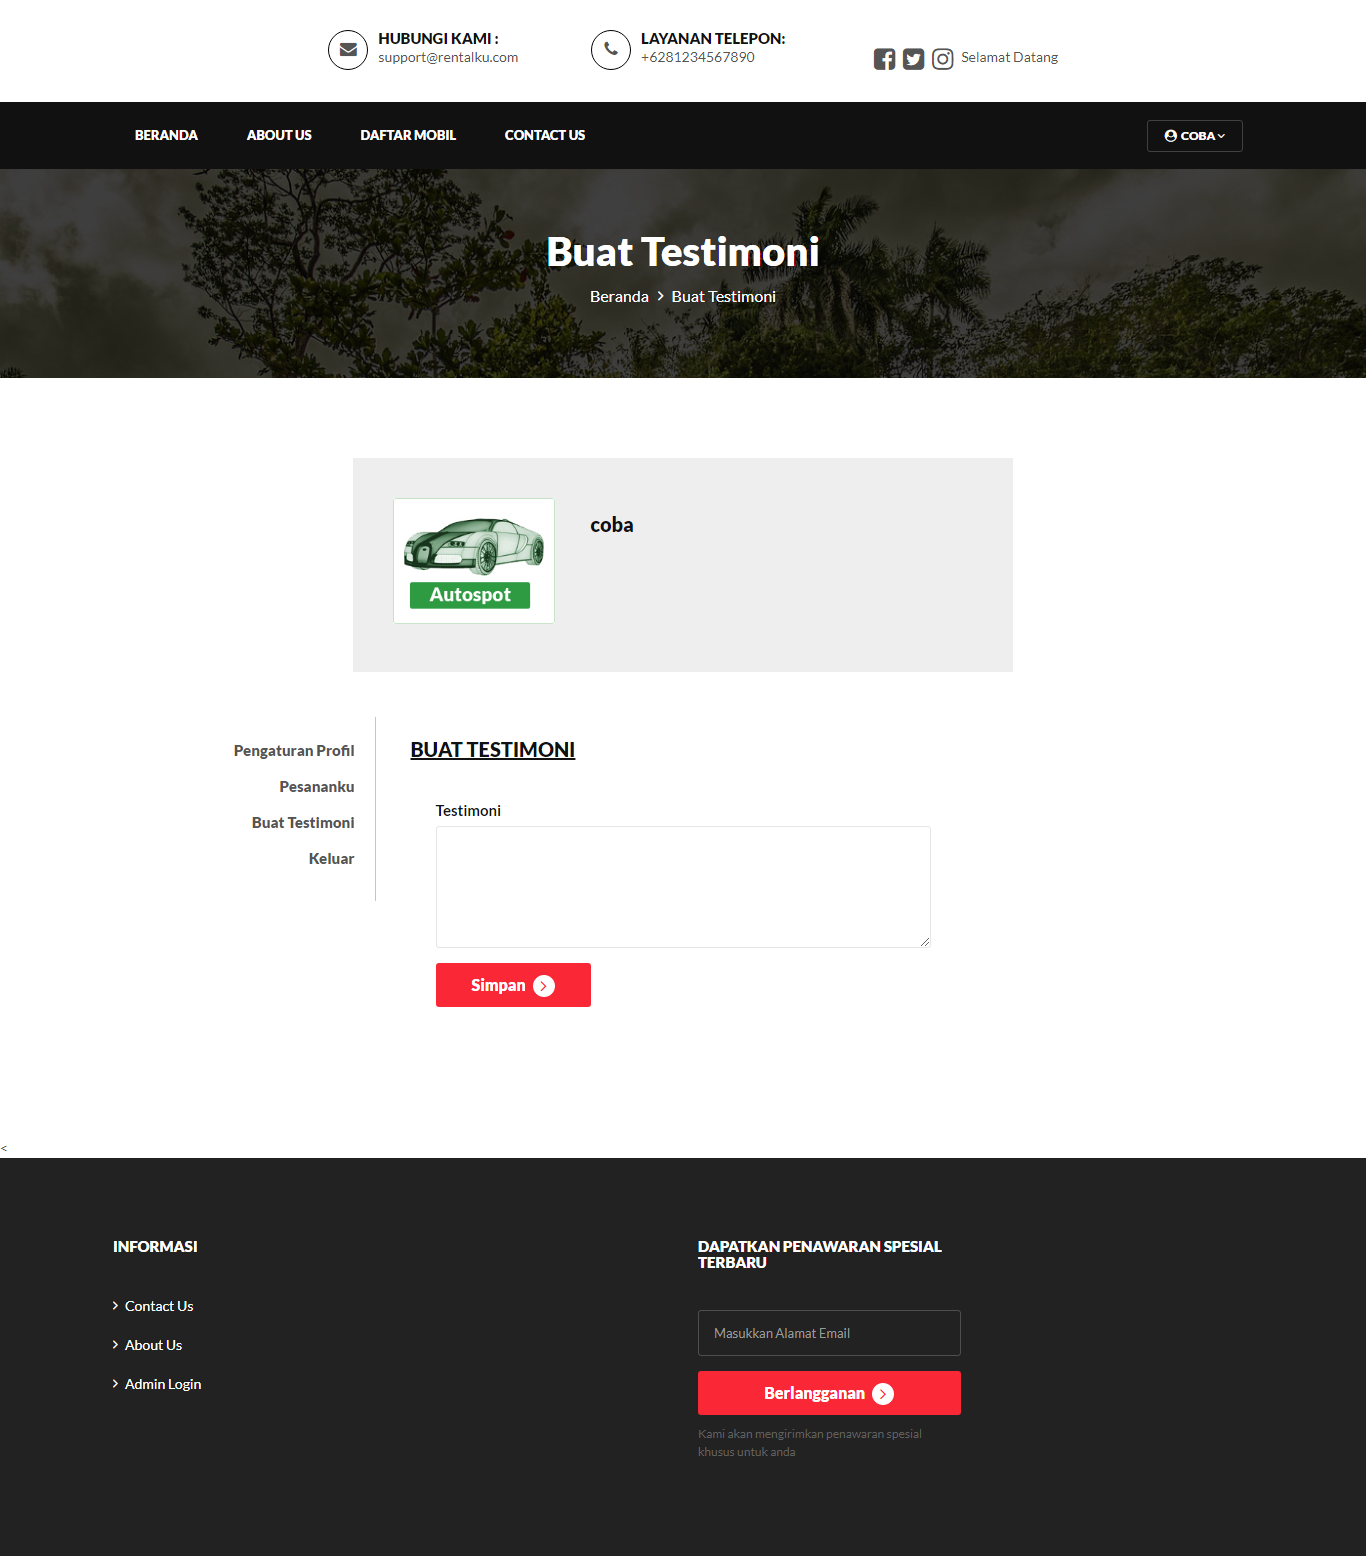 HUBUNGI KAMI :
support@rentalku.com
LAYANAN TELEPON:
+6281234567890
Selamat Datang
BERANDA
ABOUT US
DAFTAR MOBIL
CONTACT US
COBA
Buat Testimoni
Beranda > Buat Testimoni
Autospot
coba
Pengaturan Profil
Pesananku
Buat Testimoni
Keluar
BUAT TESTIMONI
Testimoni
Simpan
<
INFORMASI
Contact Us
About Us
Admin Login
DAPATKAN PENAWARAN SPESIAL
TERBARU
Masukkan Alamat Email
Berlangganan
Kami akan mengirimkan penawaran spesial
khusus untuk anda